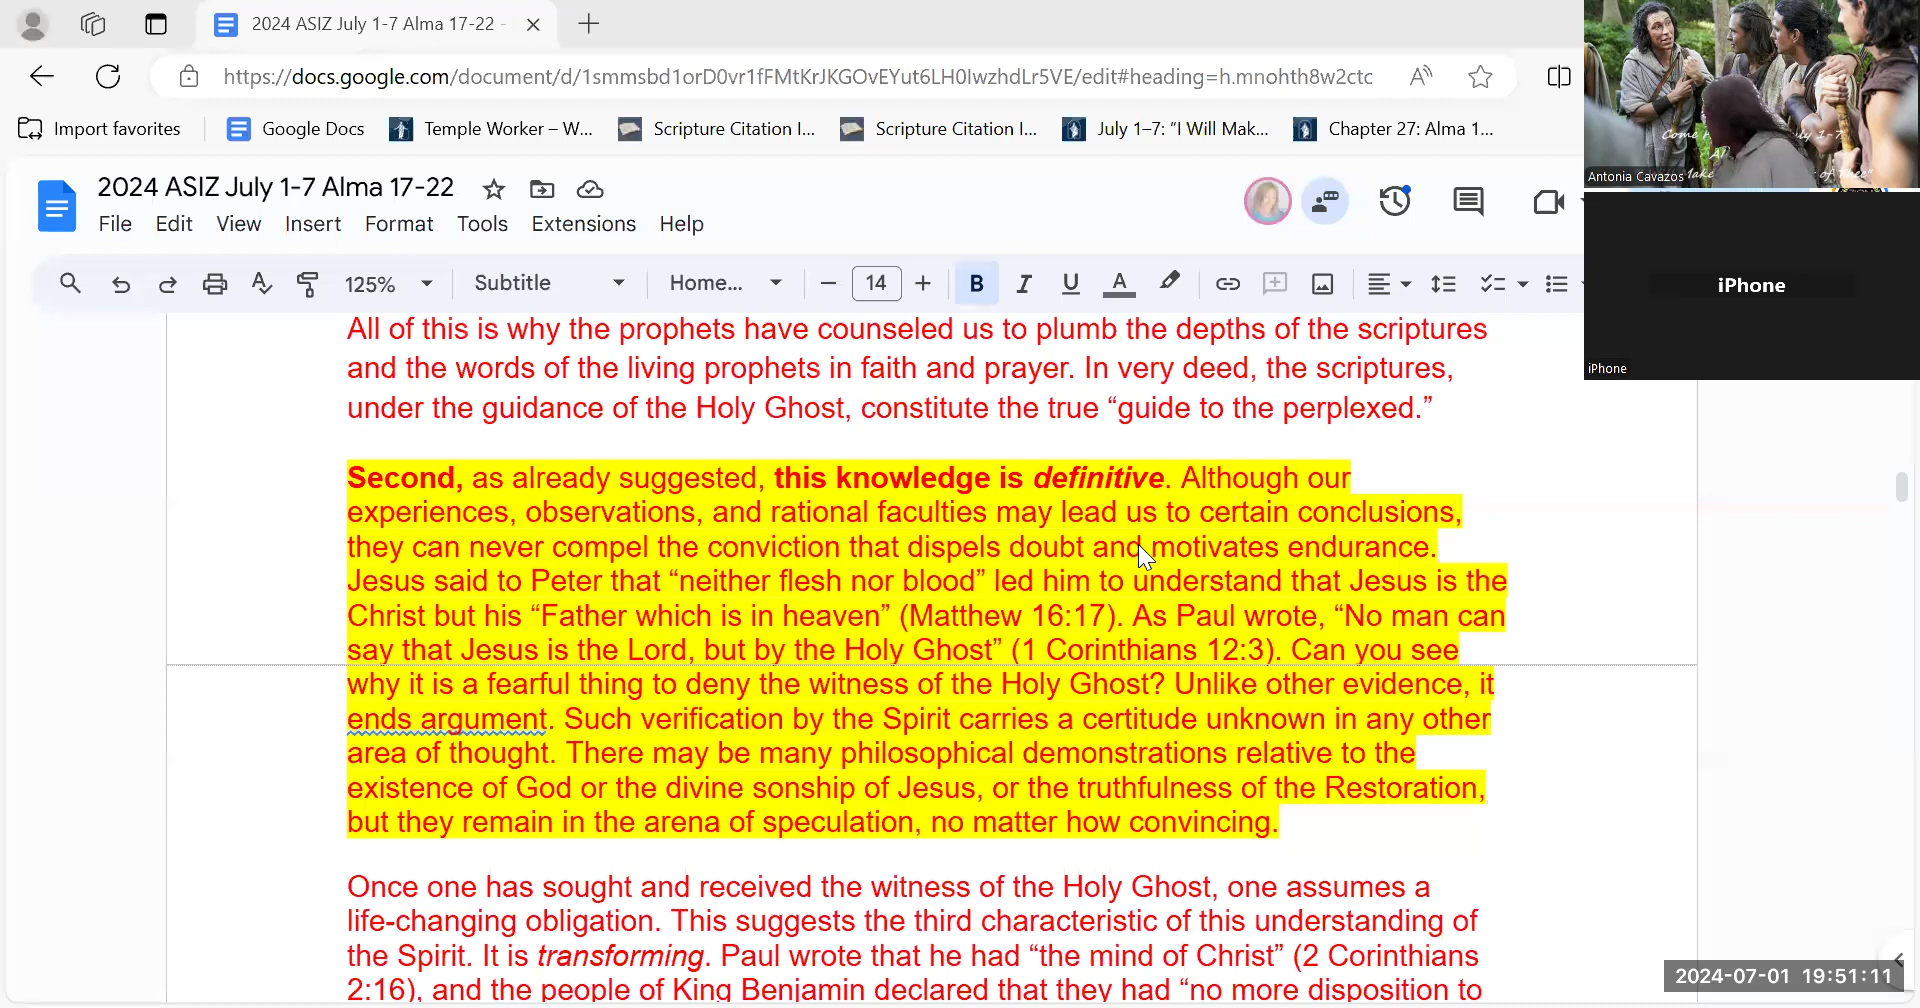 2024 ASIZ July 1-7 Alma 17-22 -
https://docs.google.com/document/d/1smmsbd1orD0vr1fFMtKrJKGOvEYut6LH0IwzhdLr5VE/edit#heading=h.mnohth8w2ctc
Import favorites
Google Docs
Temple Worker – W...
Scripture Citation I...
Scripture Citation I...
July 1–7: “I Will Mak...
Chapter 27: Alma 1...
2024 ASIZ July 1-7 Alma 17-22
File Edit View Insert Format Tools Extensions Help
125% Subtitle Home... 14 B I U A
Antonia Cavazos
iPhone
iPhone
All of this is why the prophets have counseled us to plumb the depths of the scriptures
and the words of the living prophets in faith and prayer. In very deed, the scriptures,
under the guidance of the Holy Ghost, constitute the true “guide to the perplexed.”
Second, as already suggested, this knowledge is definitive. Although our
experiences, observations, and rational faculties may lead us to certain conclusions,
they can never compel the conviction that dispels doubt and motivates endurance.
Jesus said to Peter that “neither flesh nor blood” led him to understand that Jesus is the
Christ but his “Father which is in heaven” (Matthew 16:17). As Paul wrote, “No man can
say that Jesus is the Lord, but by the Holy Ghost” (1 Corinthians 12:3). Can you see
why it is a fearful thing to deny the witness of the Holy Ghost? Unlike other evidence, it
ends argument. Such verification by the Spirit carries a certitude unknown in any other
area of thought. There may be many philosophical demonstrations relative to the
existence of God or the divine sonship of Jesus, or the truthfulness of the Restoration,
but they remain in the arena of speculation, no matter how convincing.
Once one has sought and received the witness of the Holy Ghost, one assumes a
life-changing obligation. This suggests the third characteristic of this understanding of
the Spirit. It is transforming. Paul wrote that he had “the mind of Christ” (2 Corinthians
2:16), and the people of King Benjamin declared that they had “no more disposition to
2024-07-01 19:51:11